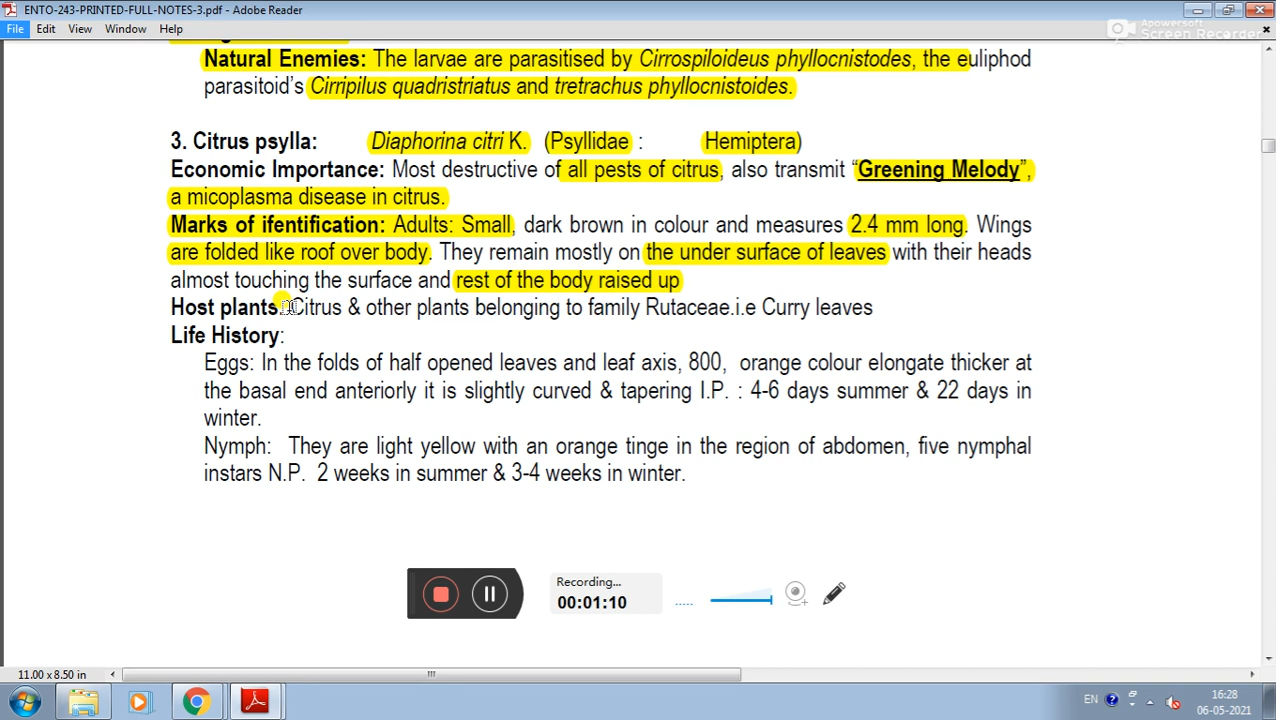 ENTO-243-PRINTED-FULL-NOTES-3.pdf - Adobe Reader
File Edit View Window Help
Apowersoft
Screen Recorder
Natural Enemies: The larvae are parasitised by Cirrospiloideus phyllocnistodes, the euliphod
parasitoid's Cirripilus quadristriatus and tretrachus phyllocnistoides.
3. Citrus psylla: Diaphorina citri K. (Psyllidae : Hemiptera)
Economic Importance: Most destructive of all pests of citrus, also transmit “Greening Melody”,
a micoplasma disease in citrus.
Marks of ifentification: Adults: Small, dark brown in colour and measures 2.4 mm long. Wings
are folded like roof over body. They remain mostly on the under surface of leaves with their heads
almost touching the surface and rest of the body raised up
Host plants: Citrus & other plants belonging to family Rutaceae.i.e Curry leaves
Life History:
Eggs: In the folds of half opened leaves and leaf axis, 800, orange colour elongate thicker at
the basal end anteriorly it is slightly curved & tapering I.P. : 4-6 days summer & 22 days in
winter.
Nymph: They are light yellow with an orange tinge in the region of abdomen, five nymphal
instars N.P. 2 weeks in summer & 3-4 weeks in winter.
Recording...
00:01:10
11.00 x 8.50 in
EN
16:28
06-05-2021